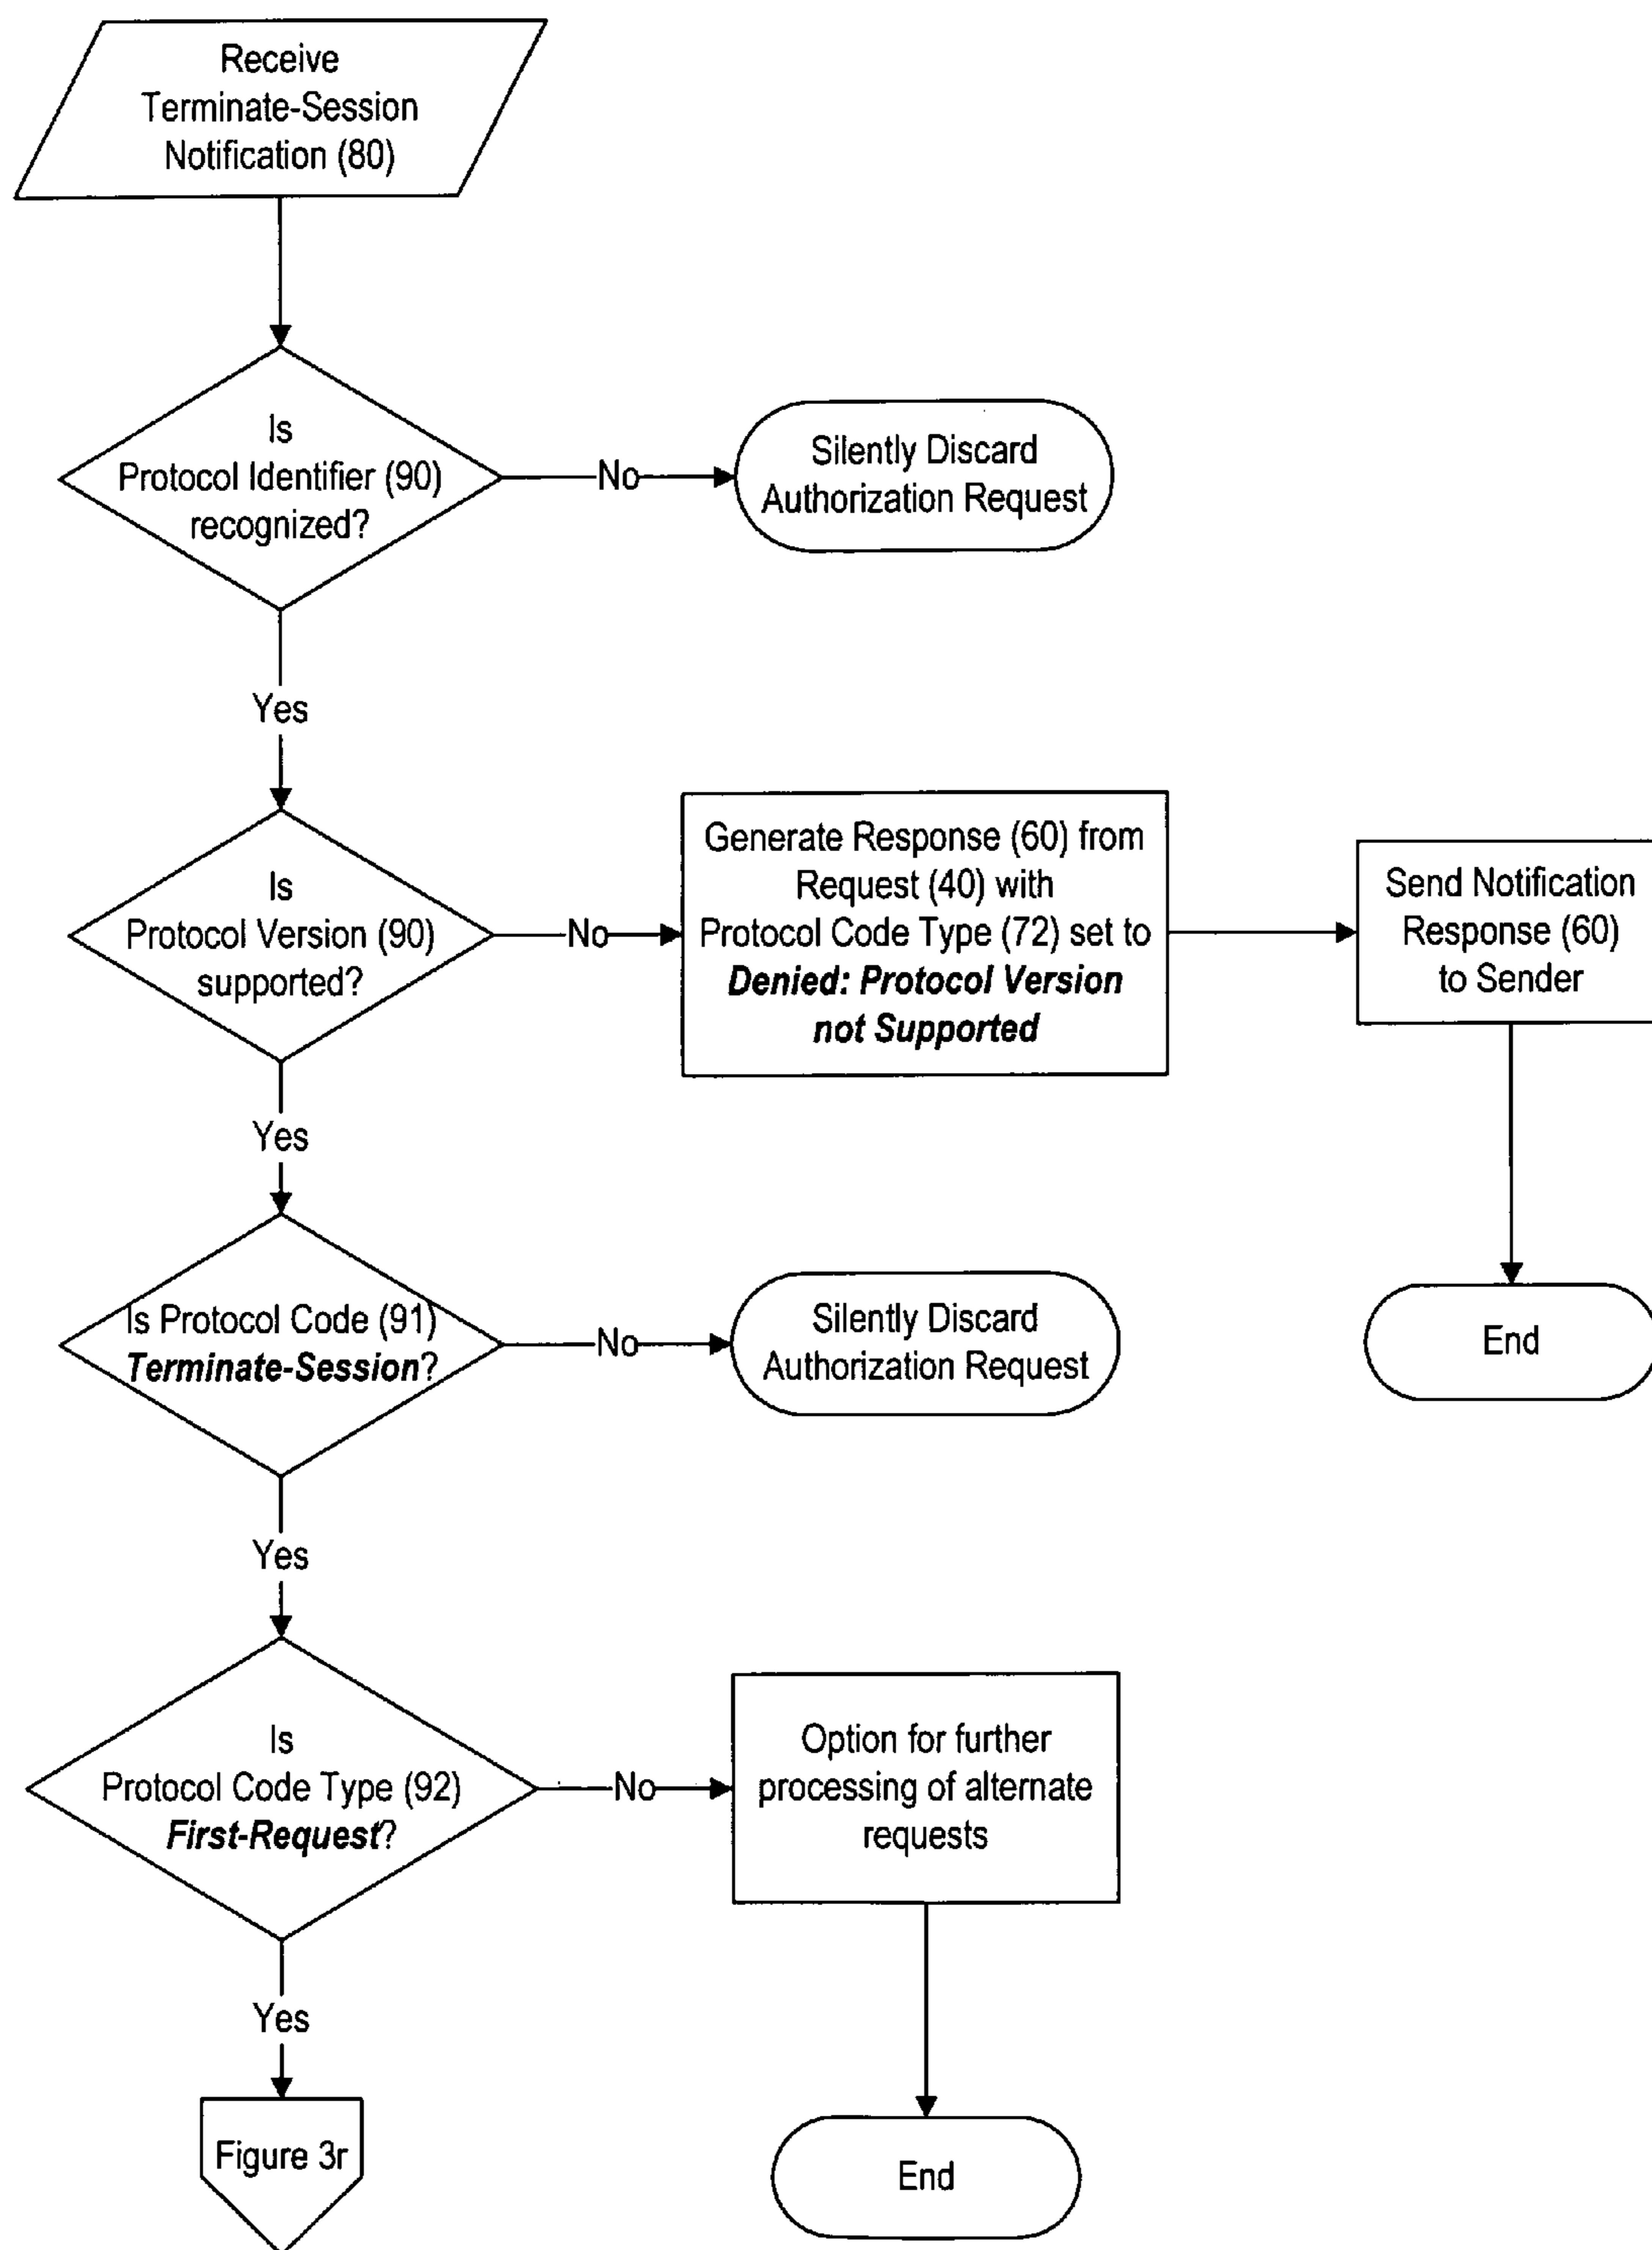 Receive
Terminate-Session
Notification (80)
Is
Protocol Identifier (90)
recognized?
No
Silently Discard
Authorization Request
Yes
Is
Protocol Version (90)
supported?
No
Generate Response (60) from
Request (40) with
Protocol Code Type (72) set to
Denied: Protocol Version
not Supported
Send Notification
Response (60)
to Sender
Yes
Is Protocol Code (91)
Terminate-Session?
No
Silently Discard
Authorization Request
End
Yes
Is
Protocol Code Type (92)
First-Request?
No
Option for further
processing of alternate
requests
Yes
Figure 3r
End